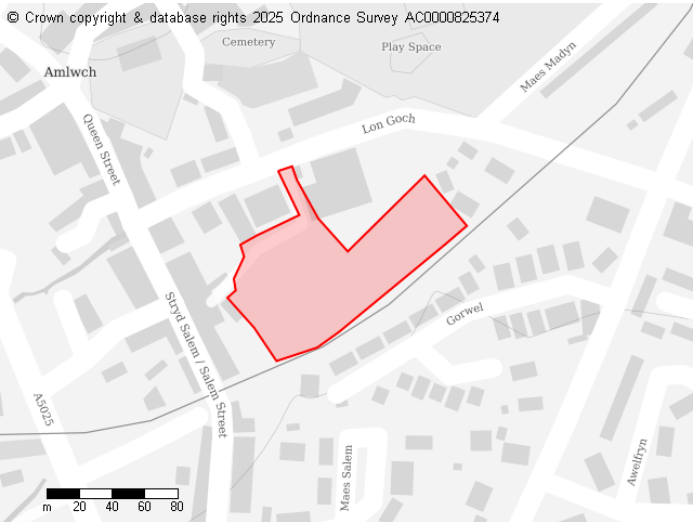 © Crown copyright & database rights 2025 Ordnance Survey AC0000825374
Cemetery
Play Space
Amlwch
Maes Madyn
Queen Street
Lon Goch
Stryd Salem / Salem Street
Gorwel
A5025
Maes Salem
Awelfryn
m 20 40 60 80